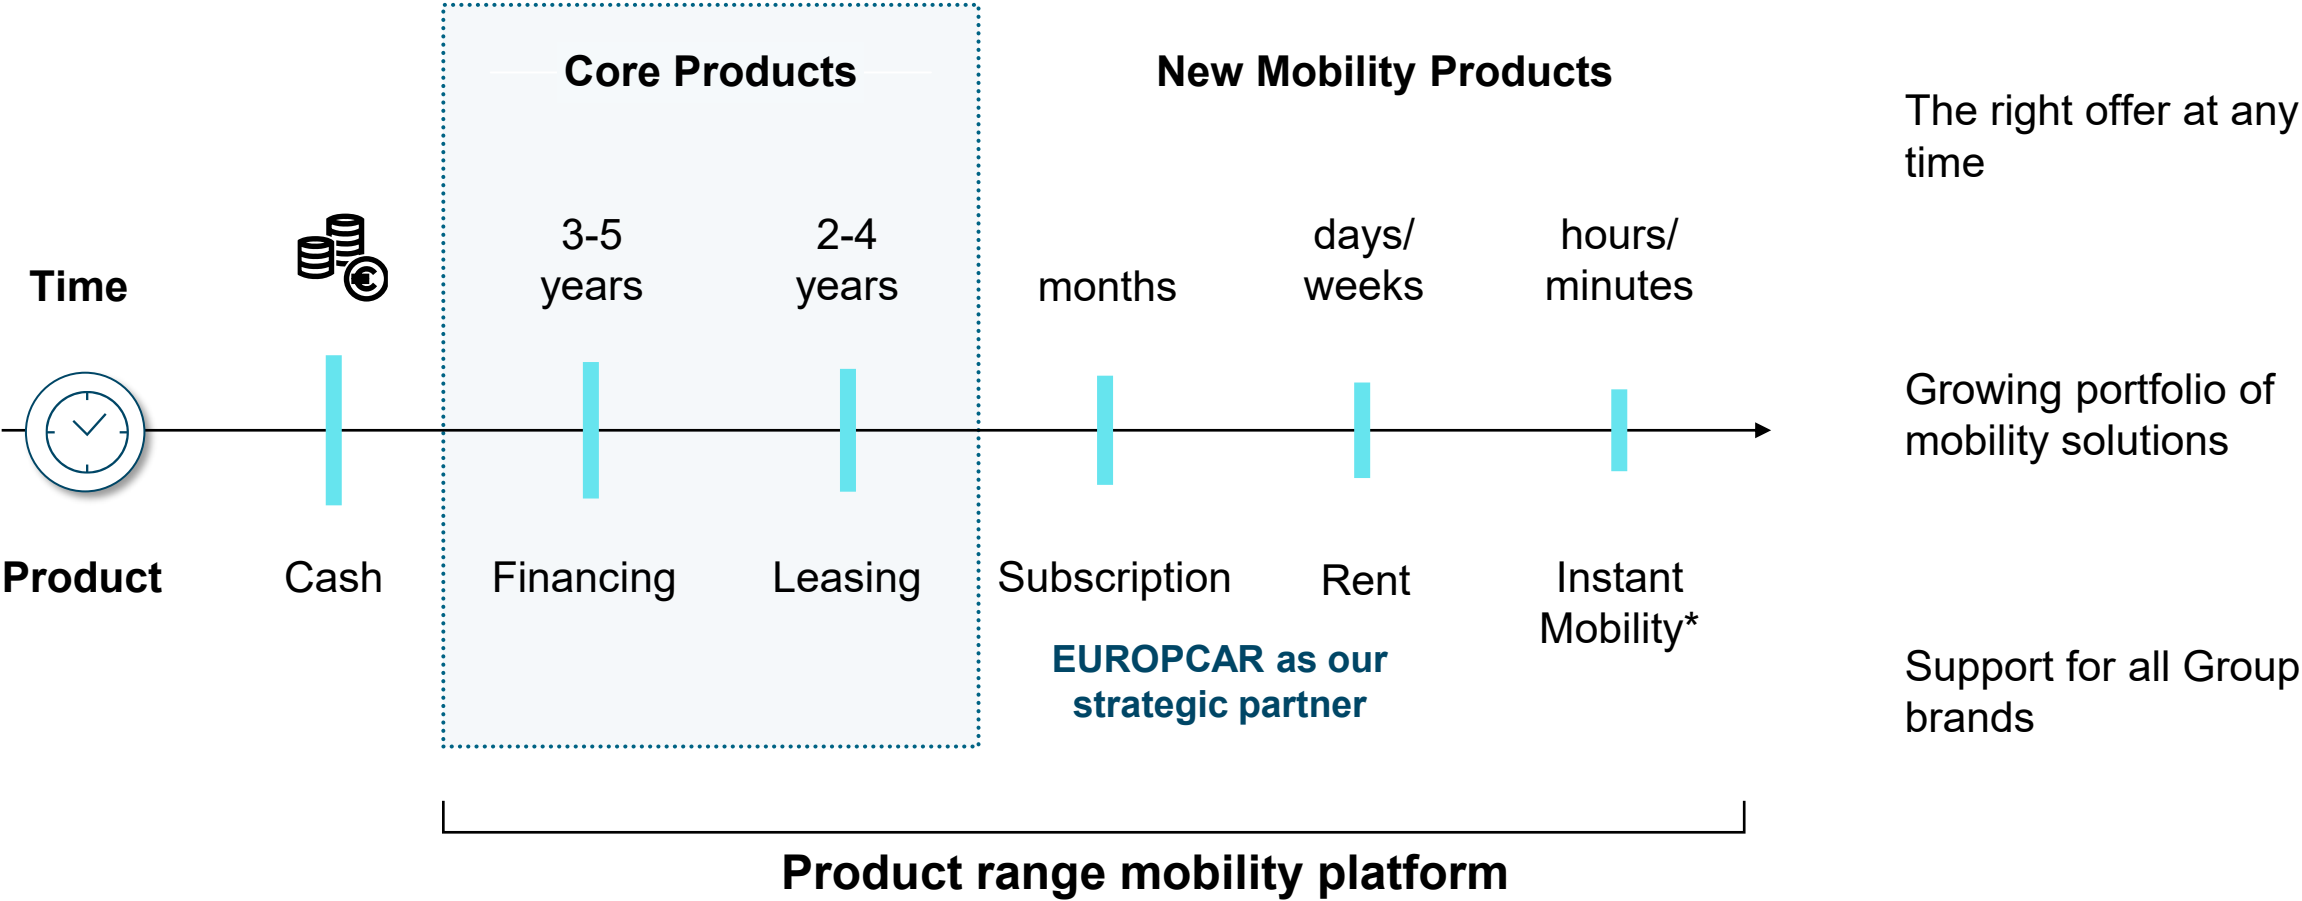 Core Products
New Mobility Products
The right offer at any
time
Time
3-5
years
2-4
years
months
days/
weeks
hours/
minutes
Growing portfolio of
mobility solutions
Product
Cash
Financing
Leasing
Subscription
Rent
Instant
Mobility*
EUROPCAR as our
strategic partner
Support for all Group
brands
Product range mobility platform